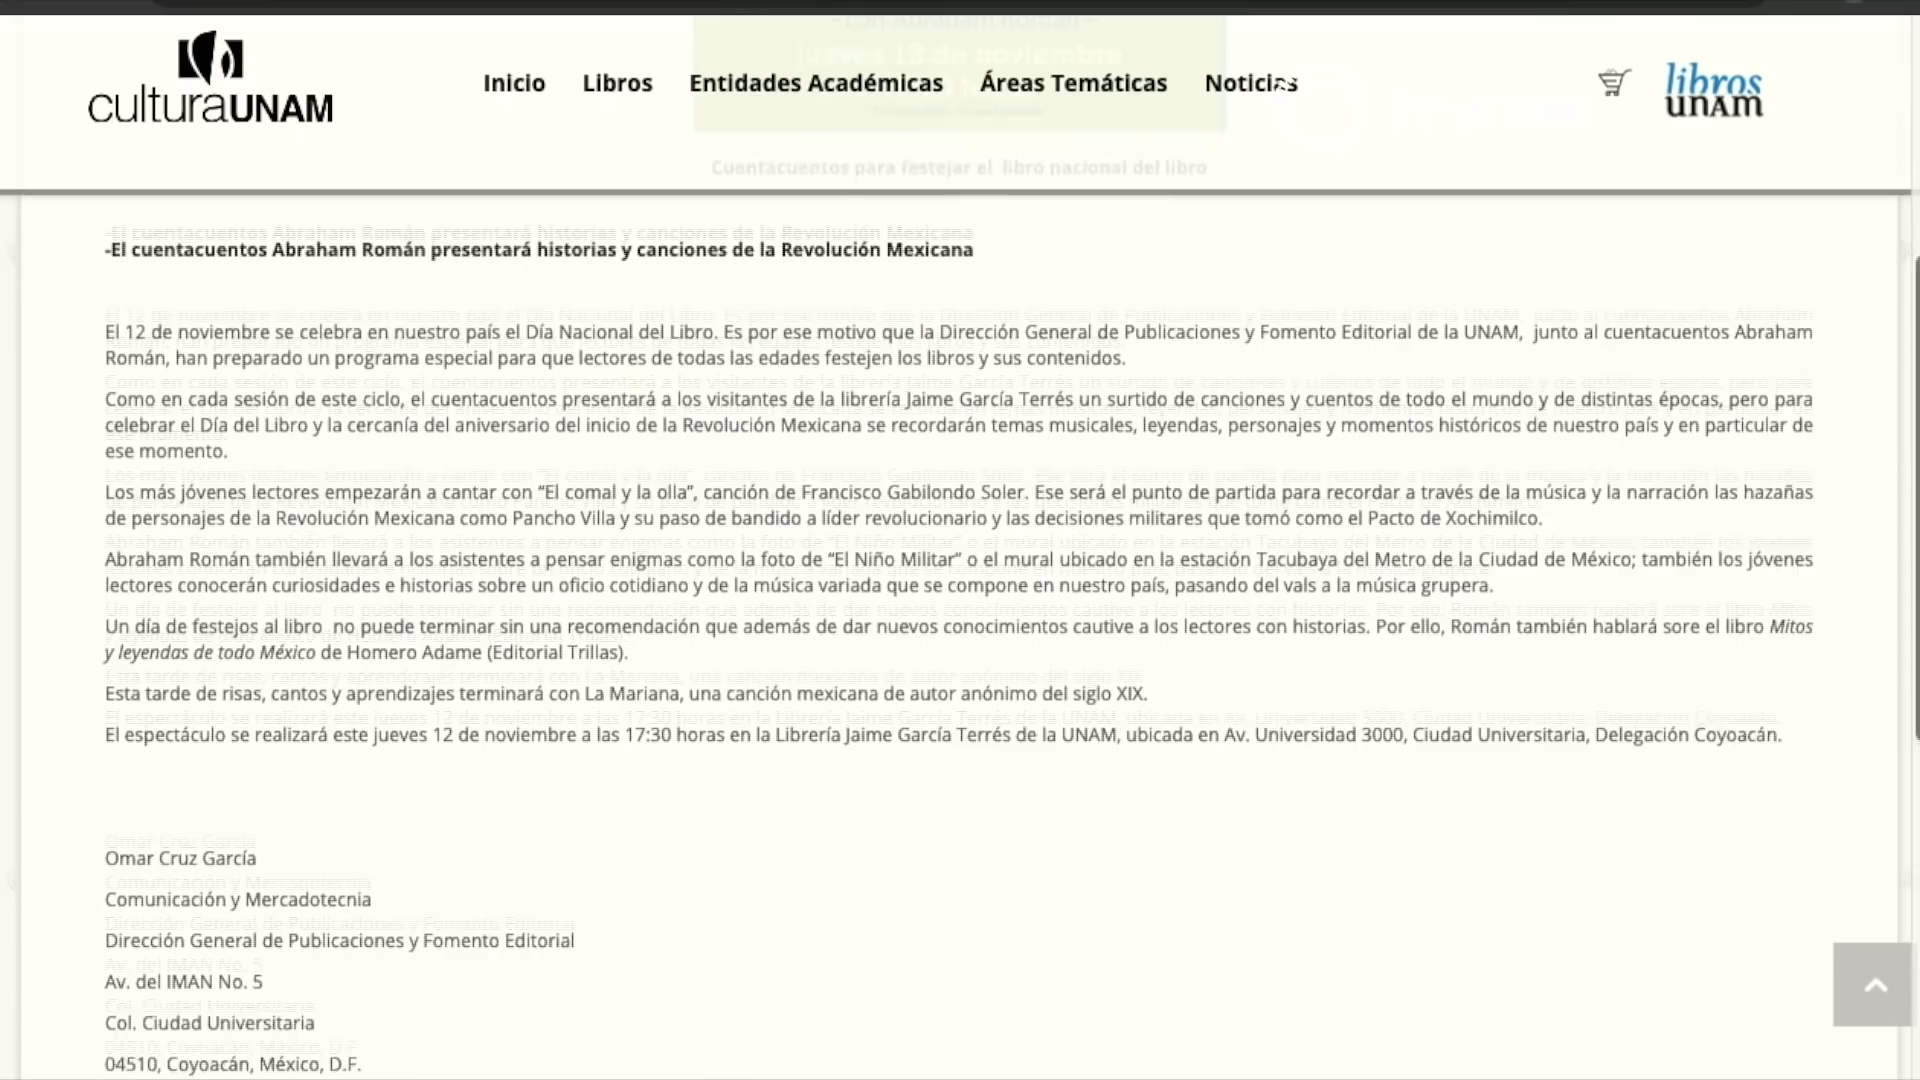 culturaUNAM
Inicio Libros Entidades Académicas Áreas Temáticas Noticias
libros
unam
jueves 13 de noviembre
Cuentacuentos para festejar el libro nacional del libro
-El cuentacuentos Abraham Román presentará historias y canciones de la Revolución Mexicana
El 12 de noviembre se celebra en nuestro país el Día Nacional del Libro. Es por ese motivo que la Dirección General de Publicaciones y Fomento Editorial de la UNAM, junto al cuentacuentos Abraham
Román, han preparado un programa especial para que lectores de todas las edades festejen los libros y sus contenidos.
Como en cada sesión de este ciclo, el cuentacuentos presentará a los visitantes de la librería Jaime García Terrés un surtido de canciones y cuentos de todo el mundo y de distintas épocas, pero para
celebrar el Día del Libro y la cercanía del aniversario del inicio de la Revolución Mexicana se recordarán temas musicales, leyendas, personajes y momentos históricos de nuestro país y en particular de
ese momento.
Los más jóvenes lectores empezarán a cantar con “El comal y la olla”, canción de Francisco Gabilondo Soler. Ese será el punto de partida para recordar a través de la música y la narración las hazañas
de personajes de la Revolución Mexicana como Pancho Villa y su paso de bandido a líder revolucionario y las decisiones militares que tomó como el Pacto de Xochimilco.
Abraham Román también llevará a los asistentes a pensar enigmas como la foto de “El Niño Militar” o el mural ubicado en la estación Tacubaya del Metro de la Ciudad de México; también los jóvenes
lectores conocerán curiosidades e historias sobre un oficio cotidiano y de la música variada que se compone en nuestro país, pasando del vals a la música grupera.
Un día de festejos al libro no puede terminar sin una recomendación que además de dar nuevos conocimientos cautive a los lectores con historias. Por ello, Román también hablará sore el libro Mitos
y leyendas de todo México de Homero Adame (Editorial Trillas).
Esta tarde de risas, cantos y aprendizajes terminará con La Mariana, una canción mexicana de autor anónimo del siglo XIX.
El espectáculo se realizará este jueves 12 de noviembre a las 17:30 horas en la Librería Jaime García Terrés de la UNAM, ubicada en Av. Universidad 3000, Ciudad Universitaria, Delegación Coyoacán.
Omar Cruz García
Comunicación y Mercadotecnia
Dirección General de Publicaciones y Fomento Editorial
Av. del IMAN No. 5
Col. Ciudad Universitaria
04510, Coyoacán, México, D.F.